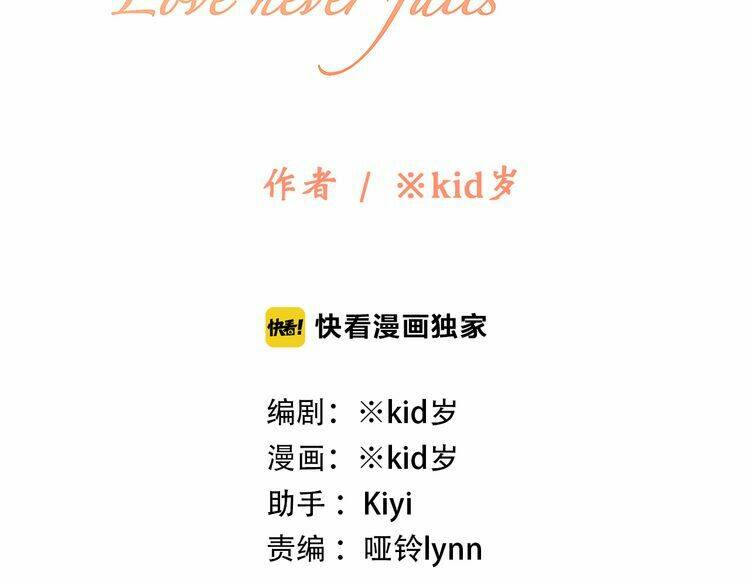 Love never fails
作者 / ※kid岁
快看! 快看漫画独家
编剧：※kid岁
漫画：※kid岁
助手：Kiyi
责编：哑铃lynn